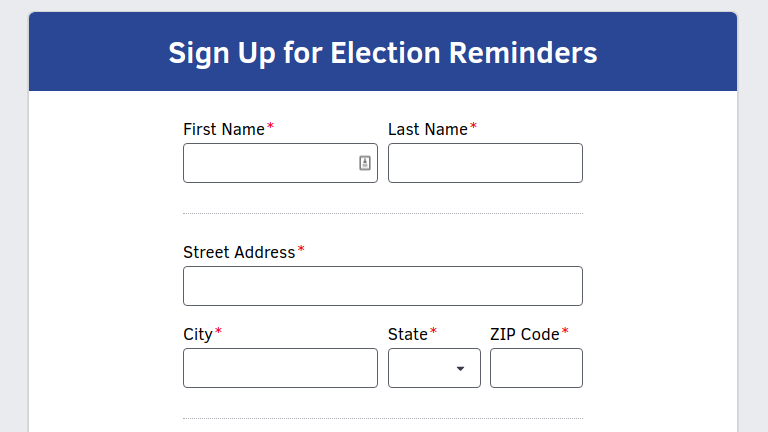 Sign Up for Election Reminders
First Name* Last Name*
Street Address*
City* State* ZIP Code*